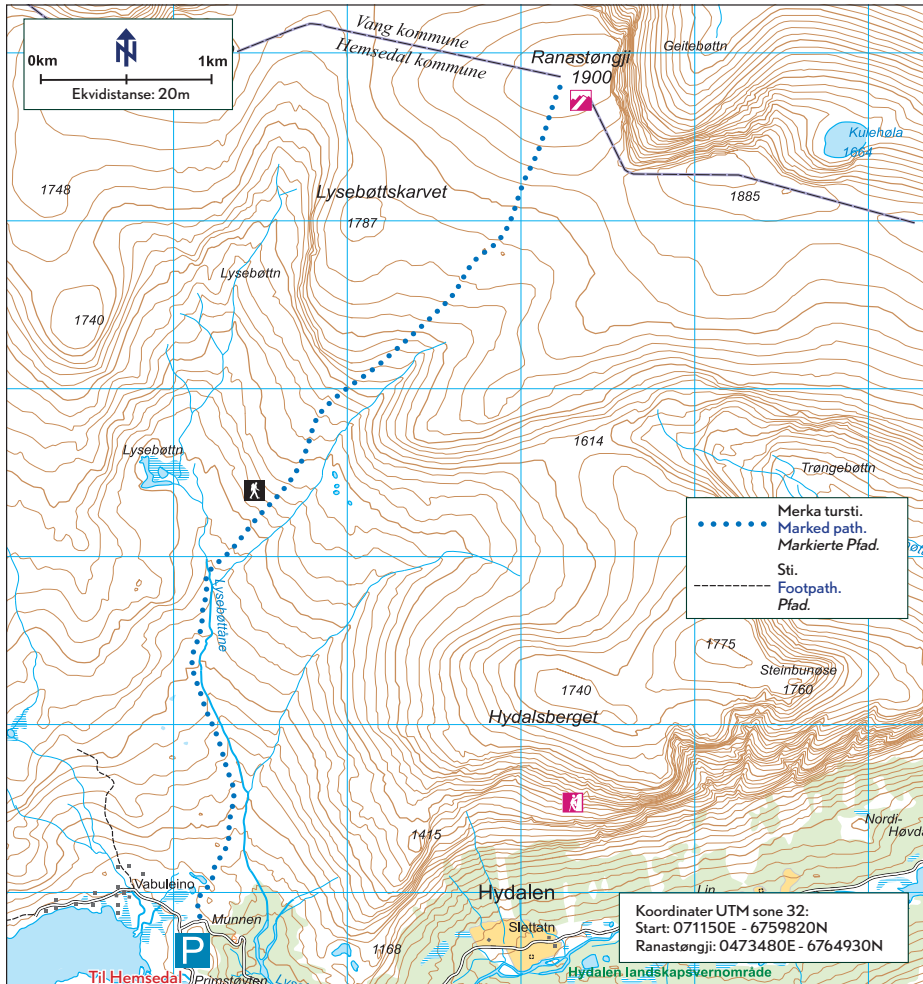 Vang kommune
Hemsedal kommune
Geitebøttn
N
0km 1km
Ekvidistanse: 20m
Ranastøngji
1900
Kulehøla
1664
1748
Lysebøttskarvet
1885
1787
Lysebøttn
1740
1614
Lysebøttn
Trøngebøttn
Merka tursti.
Marked path.
Markierte Pfad.
Sti.
Footpath.
Pfad.
Lysebøttåne
1775
Steinbunøse
1760
1740
Hydalsberget
Nordi-
Høvda
1415
Vabuleino
Hydalen
Lin
Munnen
Slettatn
1168
Koordinater UTM sone 32:
Start: 071150E - 6759820N
Ranastøngji: 0473480E - 6764930N
P
Til Hemsedal
Primstøylen
Hydalen landskapsvernområde